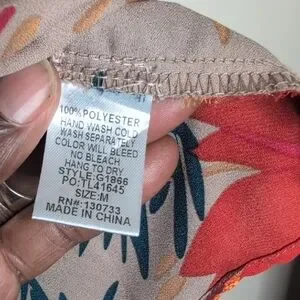 100% POLYESTER
HAND WASH COLD
WASH SEPARATELY
COLOR WILL BLEED
NO BLEACH
HANG TO DRY
STYLE:G1866
PO:TL41645
SIZE:M
RN#:130733
MADE IN CHINA